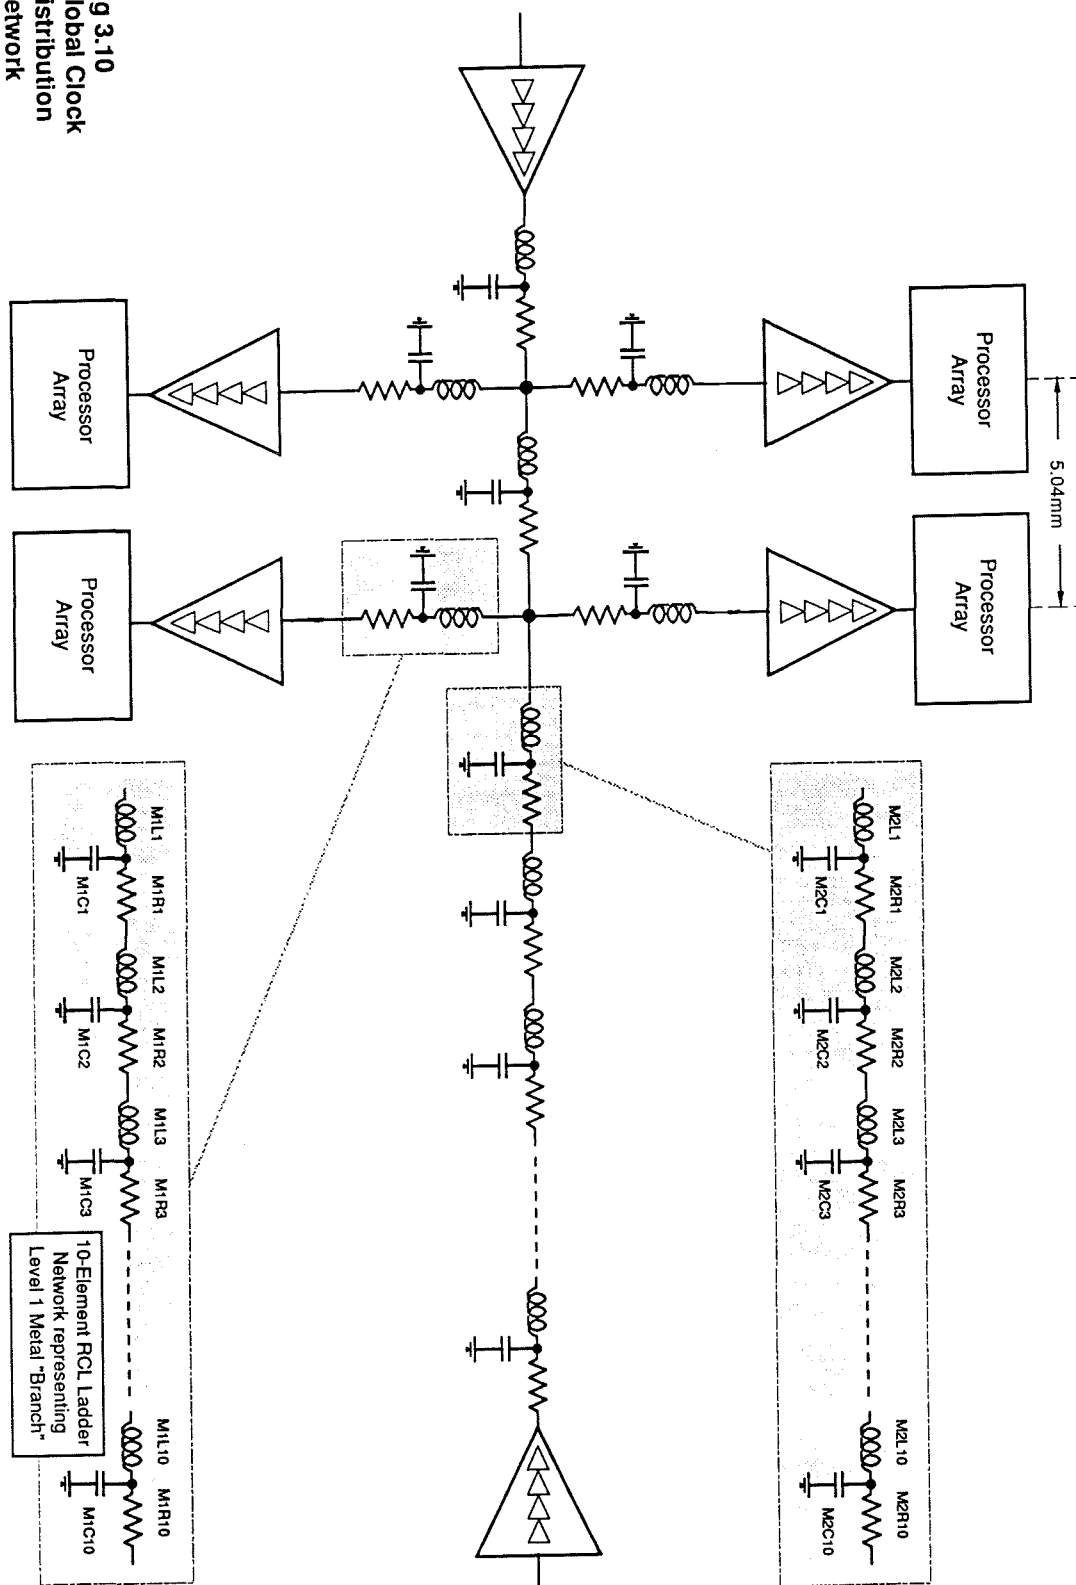 g 3.10
lobal Clock
istribution
etwork
Processor
Array
Processor
Array
5.04mm
Processor
Array
Processor
Array
M2L1
M2R1
M2L2
M2R2
M2L3
M2R3
M2L10
M2R10
M2C1
M2C2
M2C3
M2C10
M1L1
M1R1
M1L2
M1R2
M1L3
M1R3
M1L10
M1R10
M1C1
M1C2
M1C3
M1C10
10-Element RCL Ladder
Network representing
Level 1 Metal "Branch"